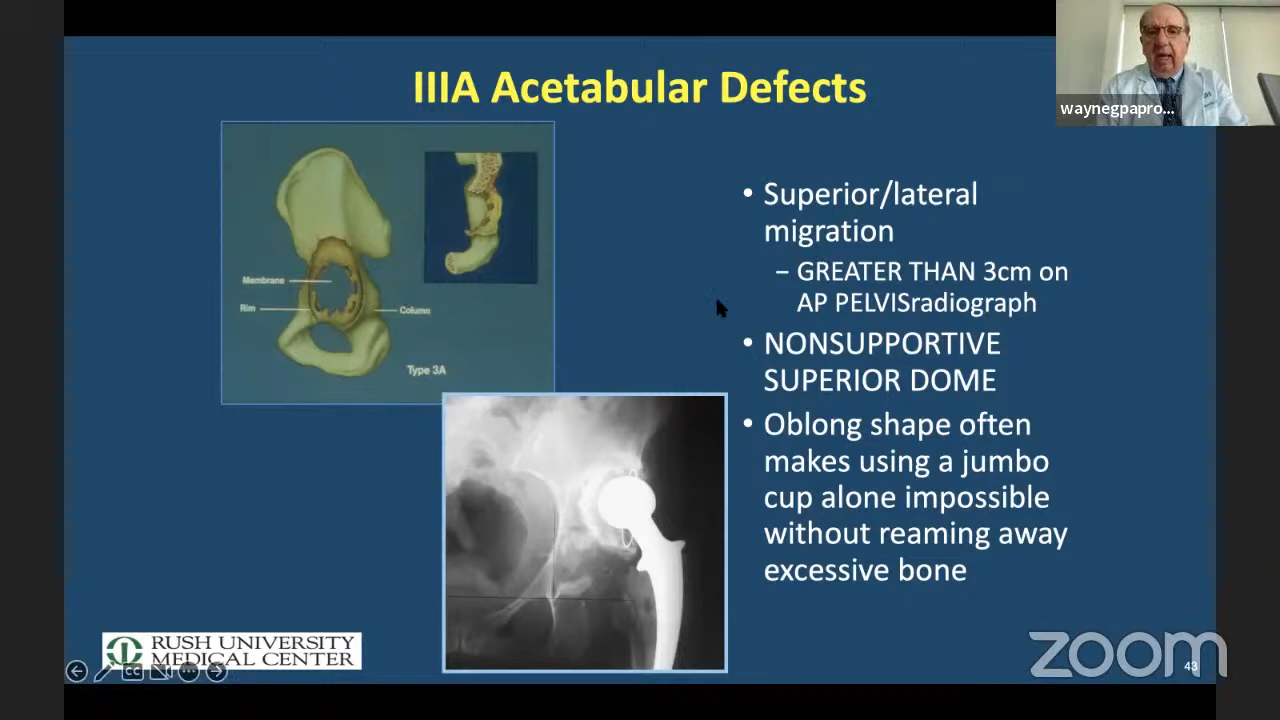 IIIA Acetabular Defects
waynegpapro...
Membrane
Rim
Column
Type 3A
• Superior/lateral
migration
– GREATER THAN 3cm on
AP PELVISradiograph
• NONSUPPORTIVE
SUPERIOR DOME
• Oblong shape often
makes using a jumbo
cup alone impossible
without reaming away
excessive bone
RUSH UNIVERSITY
MEDICAL CENTER
CC
zoom
43